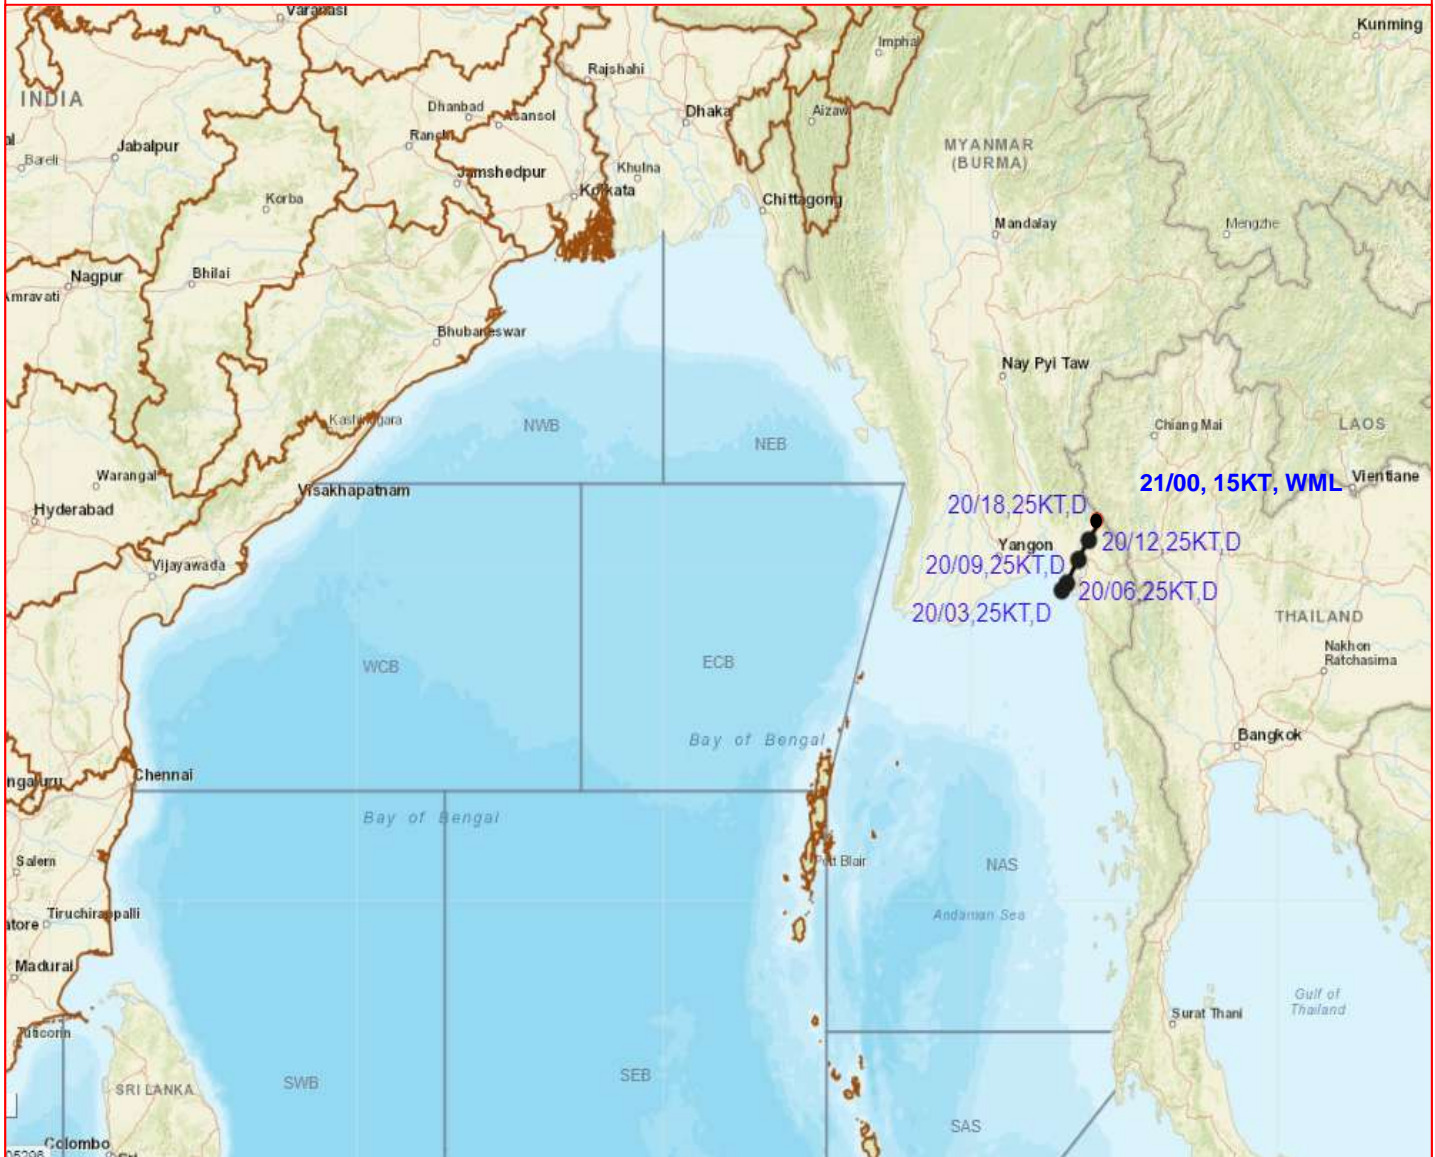 Varanasi
Kunming
Imphal
Rajshahi
INDIA
Dhanbad
Asansol
Dhaka
Aizaw
Ranchi
Jabalpur
MYANMAR
(BURMA)
Bareli
Jamshedpur
Khulna
Kolkata
Korba
Chittagong
Mandalay
Mengzhe
Nagpur
Bhilai
Amravati
Bhubaneswar
Nay Pyi Taw
NWB
NEB
Chiang Mai
LAOS
Warangal
Visakhapatnam
21/00, 15KT, WML
Vientiane
Hyderabad
20/18,25KT,D
Yangon
20/12,25KT,D
Vijayawada
20/09,25KT,D
20/06,25KT,D
20/03,25KT,D
THAILAND
Nakhon
Ratchasima
WCB
ECB
Bay of Bengal
Bangkok
ngaluru
Chennai
Bay of Bengal
Salem
Port Blair
NAS
Andaman Sea
Tiruchirappalli
atore
Madurai
Gulf of
Thailand
Surat Thani
Tuticorin
SRI LANKA
SWB
SEB
SAS
Colombo